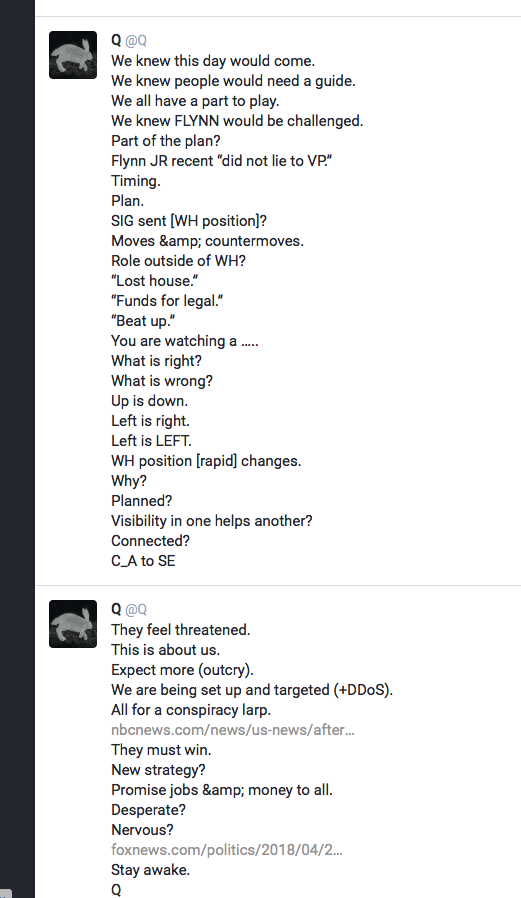 Q @Q
We knew this day would come.
We knew people would need a guide.
We all have a part to play.
We knew FLYNN would be challenged.
Part of the plan?
Flynn JR recent “did not lie to VP.”
Timing.
Plan.
SIG sent [WH position]?
Moves &amp; countermoves.
Role outside of WH?
“Lost house.”
“Funds for legal.”
“Beat up.”
You are watching a …..
What is right?
What is wrong?
Up is down.
Left is right.
Left is LEFT.
WH position [rapid] changes.
Why?
Planned?
Visibility in one helps another?
Connected?
C_A to SE
Q @Q
They feel threatened.
This is about us.
Expect more (outcry).
We are being set up and targeted (+DDoS).
All for a conspiracy larp.
nbcnews.com/news/us-news/after…
They must win.
New strategy?
Promise jobs &amp; money to all.
Desperate?
Nervous?
foxnews.com/politics/2018/04/2…
Stay awake.
Q